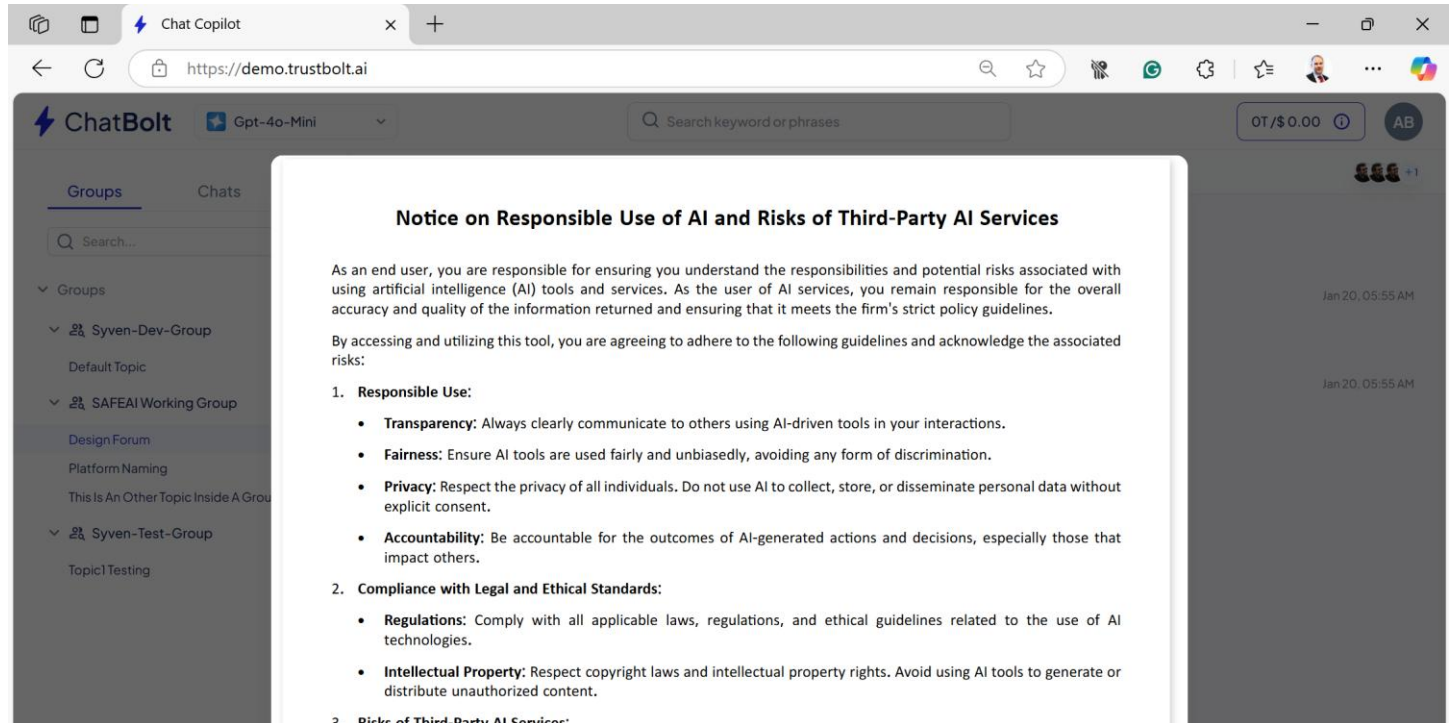 Chat Copilot
https://demo.trustbolt.ai
ChatBolt
Gpt-4o-Mini
Search keyword or phrases
0T/$ 0.00
AB
Groups
Chats
+1
Search...
Groups
Syven-Dev-Group
Default Topic
SAFEAI Working Group
Design Forum
Platform Naming
This Is An Other Topic Inside A Grou
Syven-Test-Group
Topic1 Testing
Jan 20, 05:55 AM
Jan 20, 05:55 AM
Notice on Responsible Use of AI and Risks of Third-Party AI Services
As an end user, you are responsible for ensuring you understand the responsibilities and potential risks associated with
using artificial intelligence (AI) tools and services. As the user of AI services, you remain responsible for the overall
accuracy and quality of the information returned and ensuring that it meets the firm's strict policy guidelines.
By accessing and utilizing this tool, you are agreeing to adhere to the following guidelines and acknowledge the associated
risks:
1. Responsible Use:
• Transparency: Always clearly communicate to others using AI-driven tools in your interactions.
• Fairness: Ensure AI tools are used fairly and unbiasedly, avoiding any form of discrimination.
• Privacy: Respect the privacy of all individuals. Do not use AI to collect, store, or disseminate personal data without
explicit consent.
• Accountability: Be accountable for the outcomes of AI-generated actions and decisions, especially those that
impact others.
2. Compliance with Legal and Ethical Standards:
• Regulations: Comply with all applicable laws, regulations, and ethical guidelines related to the use of AI
technologies.
• Intellectual Property: Respect copyright laws and intellectual property rights. Avoid using AI tools to generate or
distribute unauthorized content.
3. Risks of Third-Party AI Services: